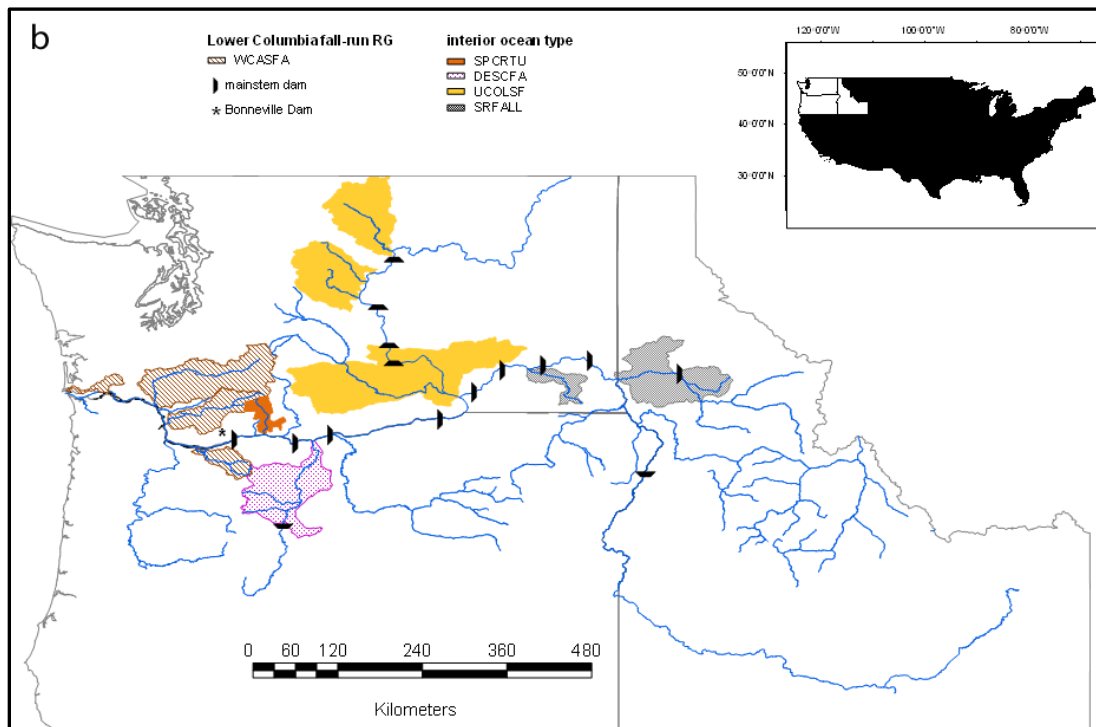 b
Lower Columbia fall-run RG
WCASFA
mainstem dam
* Bonneville Dam
interior ocean type
SPCRTU
DESCFA
UCOLSF
SRFALL
120°0'0"W 100°0'0"W 80°0'0"W
50°0'0"N
40°0'0"N
30°0'0"N
*
0 60 120 240 360 480
Kilometers